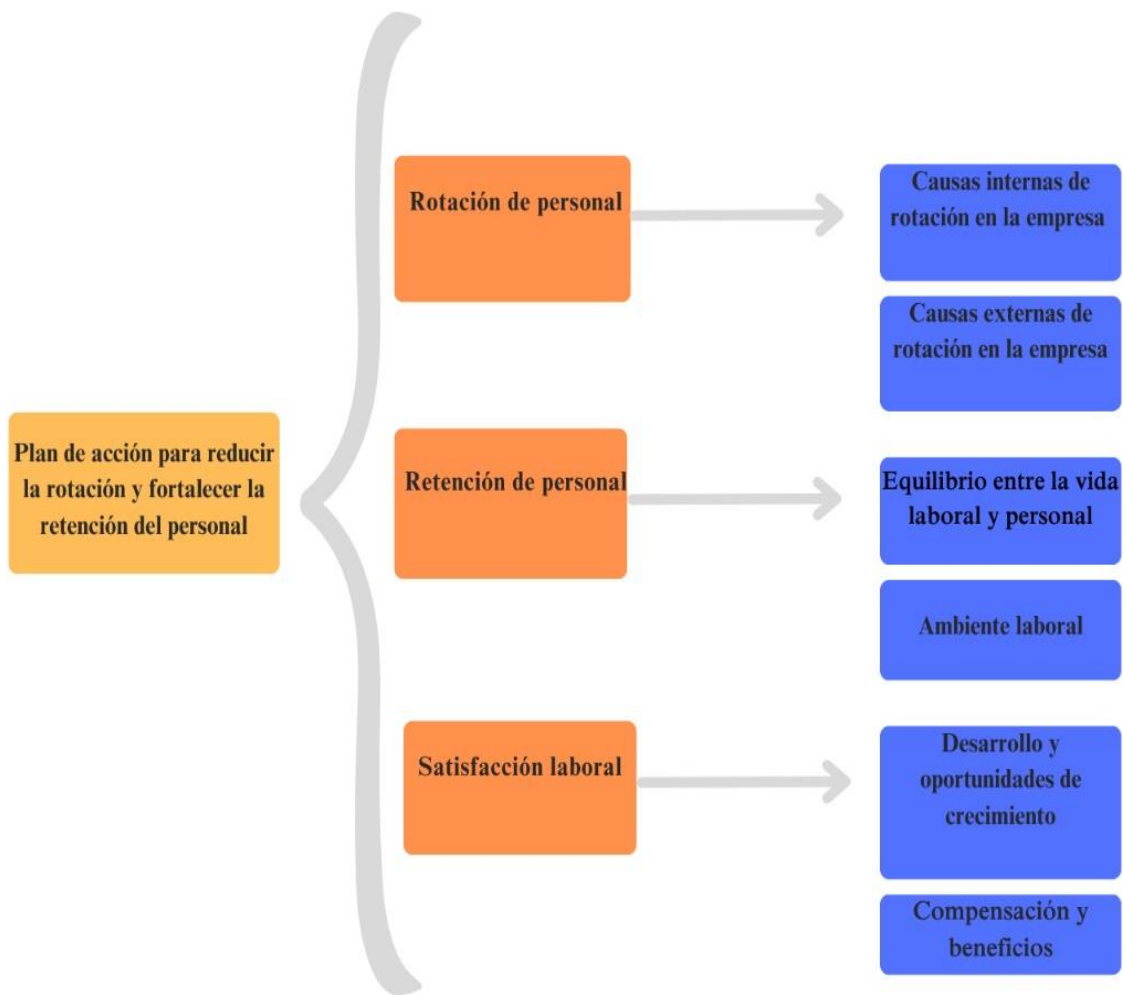 Plan de acción para reducir
la rotación y fortalecer la
retención del personal
Rotación de personal
Causas internas de
rotación en la empresa
Causas externas de
rotación en la empresa
Retención de personal
Equilibrio entre la vida
laboral y personal
Ambiente laboral
Satisfacción laboral
Desarrollo y
oportunidades de
crecimiento
Compensación y
beneficios